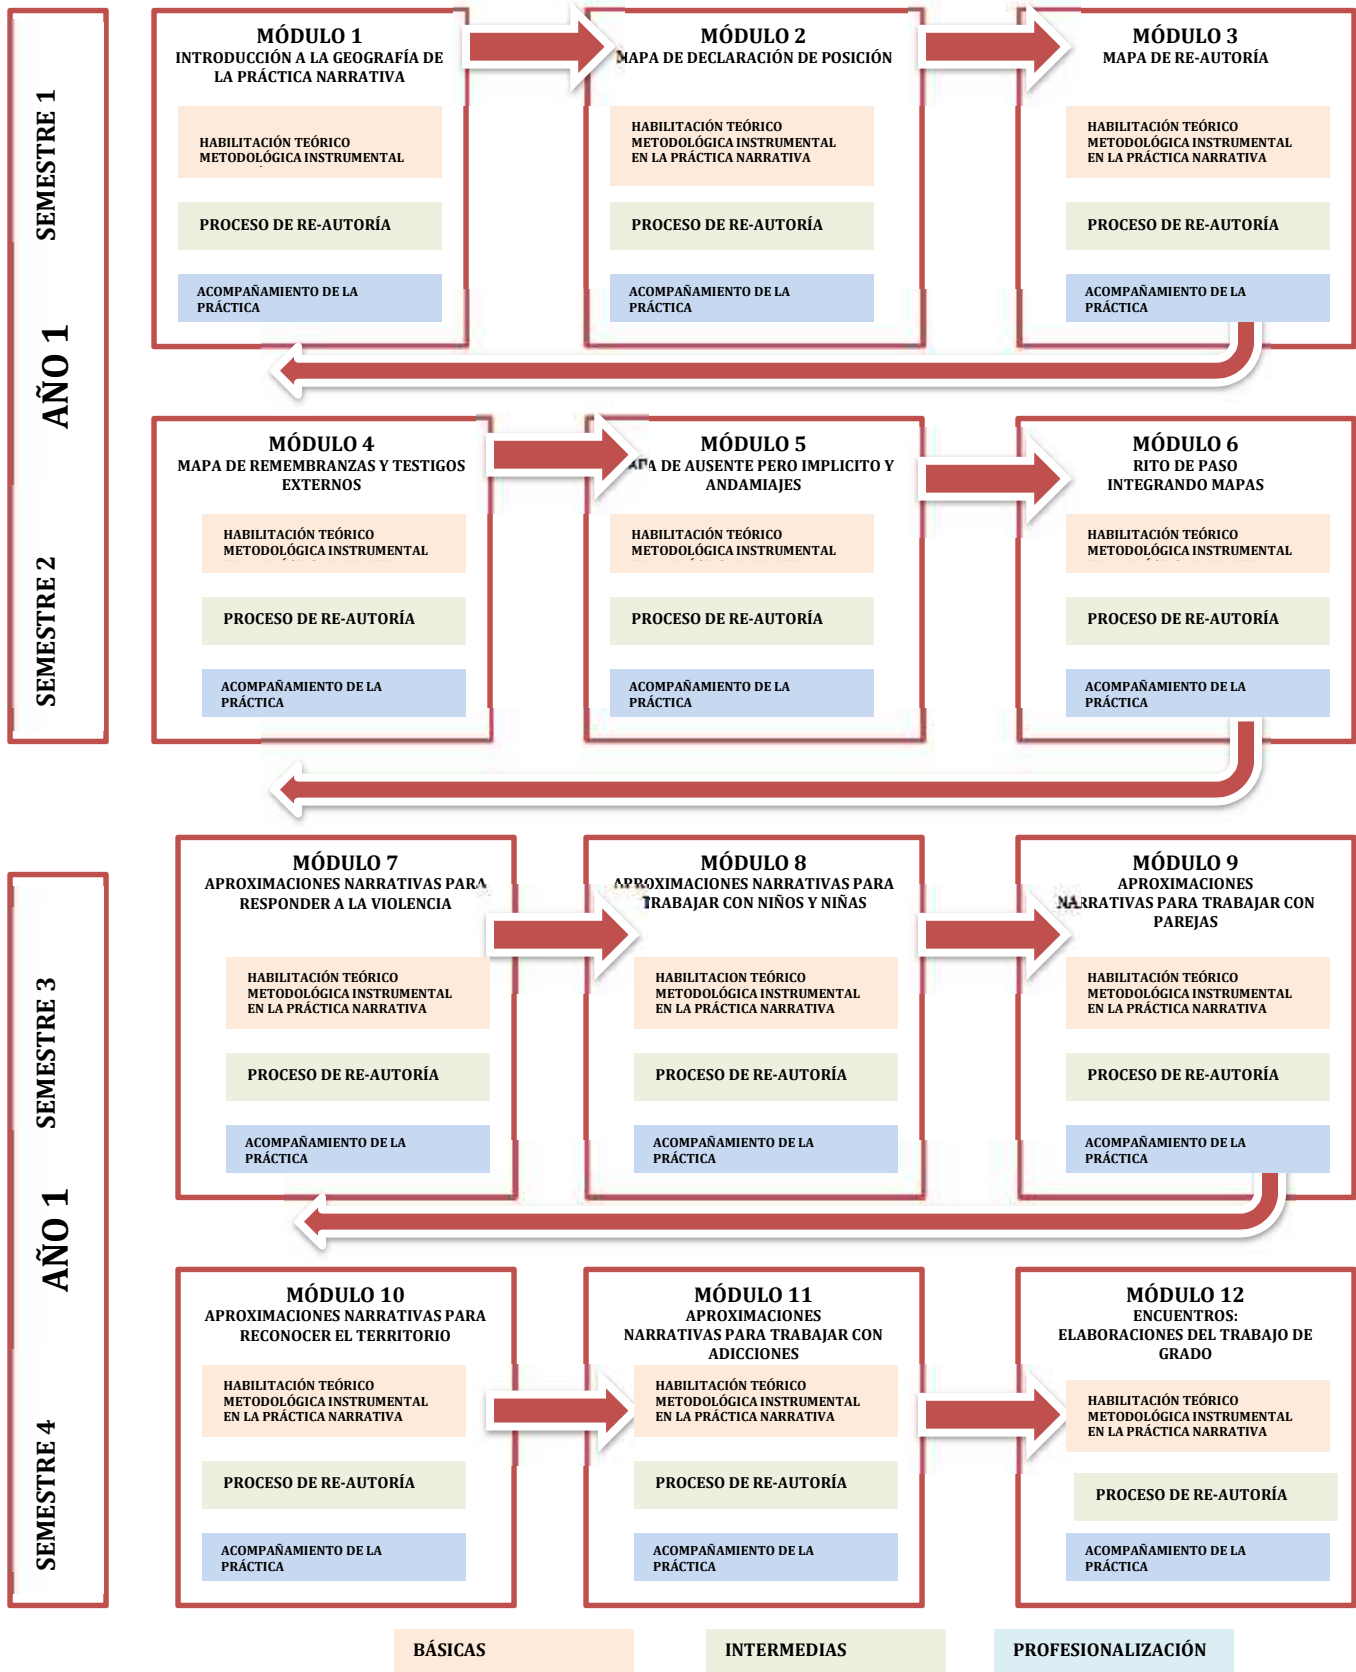 SEMESTRE 1
AÑO 1
SEMESTRE 2
MÓDULO 1
INTRODUCCIÓN A LA GEOGRAFÍA DE
LA PRÁCTICA NARRATIVA
HABILITACIÓN TEÓRICO
METODOLÓGICA INSTRUMENTAL
PROCESO DE RE-AUTORÍA
ACOMPAÑAMIENTO DE LA
PRÁCTICA
MÓDULO 2
MAPA DE DECLARACIÓN DE POSICIÓN
HABILITACIÓN TEÓRICO
METODOLÓGICA INSTRUMENTAL
EN LA PRÁCTICA NARRATIVA
PROCESO DE RE-AUTORÍA
ACOMPAÑAMIENTO DE LA
PRÁCTICA
MÓDULO 3
MAPA DE RE-AUTORÍA
HABILITACIÓN TEÓRICO
METODOLÓGICA INSTRUMENTAL
EN LA PRÁCTICA NARRATIVA
PROCESO DE RE-AUTORÍA
ACOMPAÑAMIENTO DE LA
PRÁCTICA
MÓDULO 4
MAPA DE REMEMBRANZAS Y TESTIGOS
EXTERNOS
HABILITACIÓN TEÓRICO
METODOLÓGICA INSTRUMENTAL
PROCESO DE RE-AUTORÍA
ACOMPAÑAMIENTO DE LA
PRÁCTICA
MÓDULO 5
DE AUSENTE PERO IMPLICITO Y
ANDAMIAJES
HABILITACIÓN TEÓRICO
METODOLÓGICA INSTRUMENTAL
PROCESO DE RE-AUTORÍA
ACOMPAÑAMIENTO DE LA
PRÁCTICA
MÓDULO 6
RITO DE PASO
INTEGRANDO MAPAS
HABILITACIÓN TEÓRICO
METODOLÓGICA INSTRUMENTAL
PROCESO DE RE-AUTORÍA
ACOMPAÑAMIENTO DE LA
PRÁCTICA
SEMESTRE 3
AÑO 1
SEMESTRE 4
MÓDULO 7
APROXIMACIONES NARRATIVAS PARA
RESPONDER A LA VIOLENCIA
HABILITACIÓN TEÓRICO
METODOLÓGICA INSTRUMENTAL
EN LA PRÁCTICA NARRATIVA
PROCESO DE RE-AUTORÍA
ACOMPAÑAMIENTO DE LA
PRÁCTICA
MÓDULO 8
APROXIMACIONES NARRATIVAS PARA
TRABAJAR CON NIÑOS Y NIÑAS
HABILITACION TEÓRICO
METODOLÓGICA INSTRUMENTAL
EN LA PRÁCTICA NARRATIVA
PROCESO DE RE-AUTORÍA
ACOMPAÑAMIENTO DE LA
PRÁCTICA
MÓDULO 9
APROXIMACIONES
NARRATIVAS PARA TRABAJAR CON
PAREJAS
HABILITACIÓN TEÓRICO
METODOLÓGICA INSTRUMENTAL
EN LA PRÁCTICA NARRATIVA
PROCESO DE RE-AUTORÍA
ACOMPAÑAMIENTO DE LA
PRÁCTICA
MÓDULO 10
APROXIMACIONES NARRATIVAS PARA
RECONOCER EL TERRITORIO
HABILITACIÓN TEÓRICO
METODOLÓGICA INSTRUMENTAL
EN LA PRÁCTICA NARRATIVA
PROCESO DE RE-AUTORÍA
ACOMPAÑAMIENTO DE LA
PRÁCTICA
MÓDULO 11
APROXIMACIONES
NARRATIVAS PARA TRABAJAR CON
ADICCIONES
HABILITACIÓN TEÓRICO
METODOLÓGICA INSTRUMENTAL
EN LA PRÁCTICA NARRATIVA
PROCESO DE RE-AUTORÍA
ACOMPAÑAMIENTO DE LA
PRÁCTICA
MÓDULO 12
ENCUENTROS:
ELABORACIONES DEL TRABAJO DE
GRADO
HABILITACIÓN TEÓRICO
METODOLÓGICA INSTRUMENTAL
EN LA PRÁCTICA NARRATIVA
PROCESO DE RE-AUTORÍA
ACOMPAÑAMIENTO DE LA
PRÁCTICA
BÁSICAS
INTERMEDIAS
PROFESIONALIZACIÓN